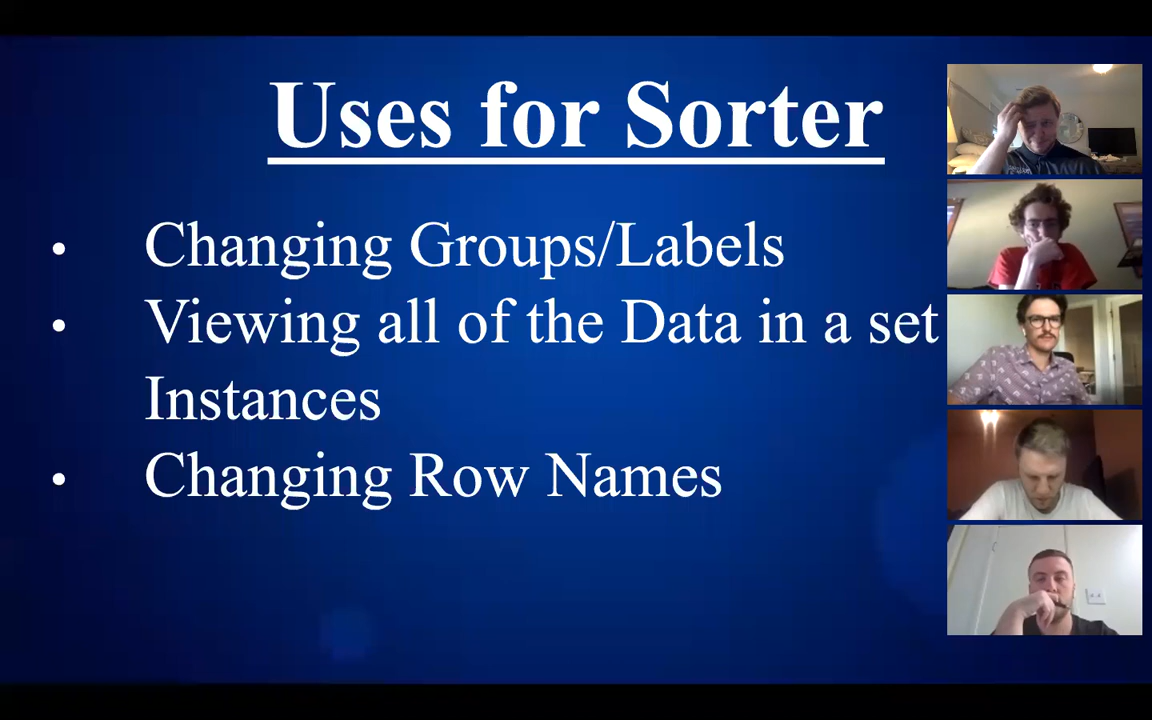 Uses for Sorter
• Changing Groups/Labels
• Viewing all of the Data in a set
Instances
• Changing Row Names